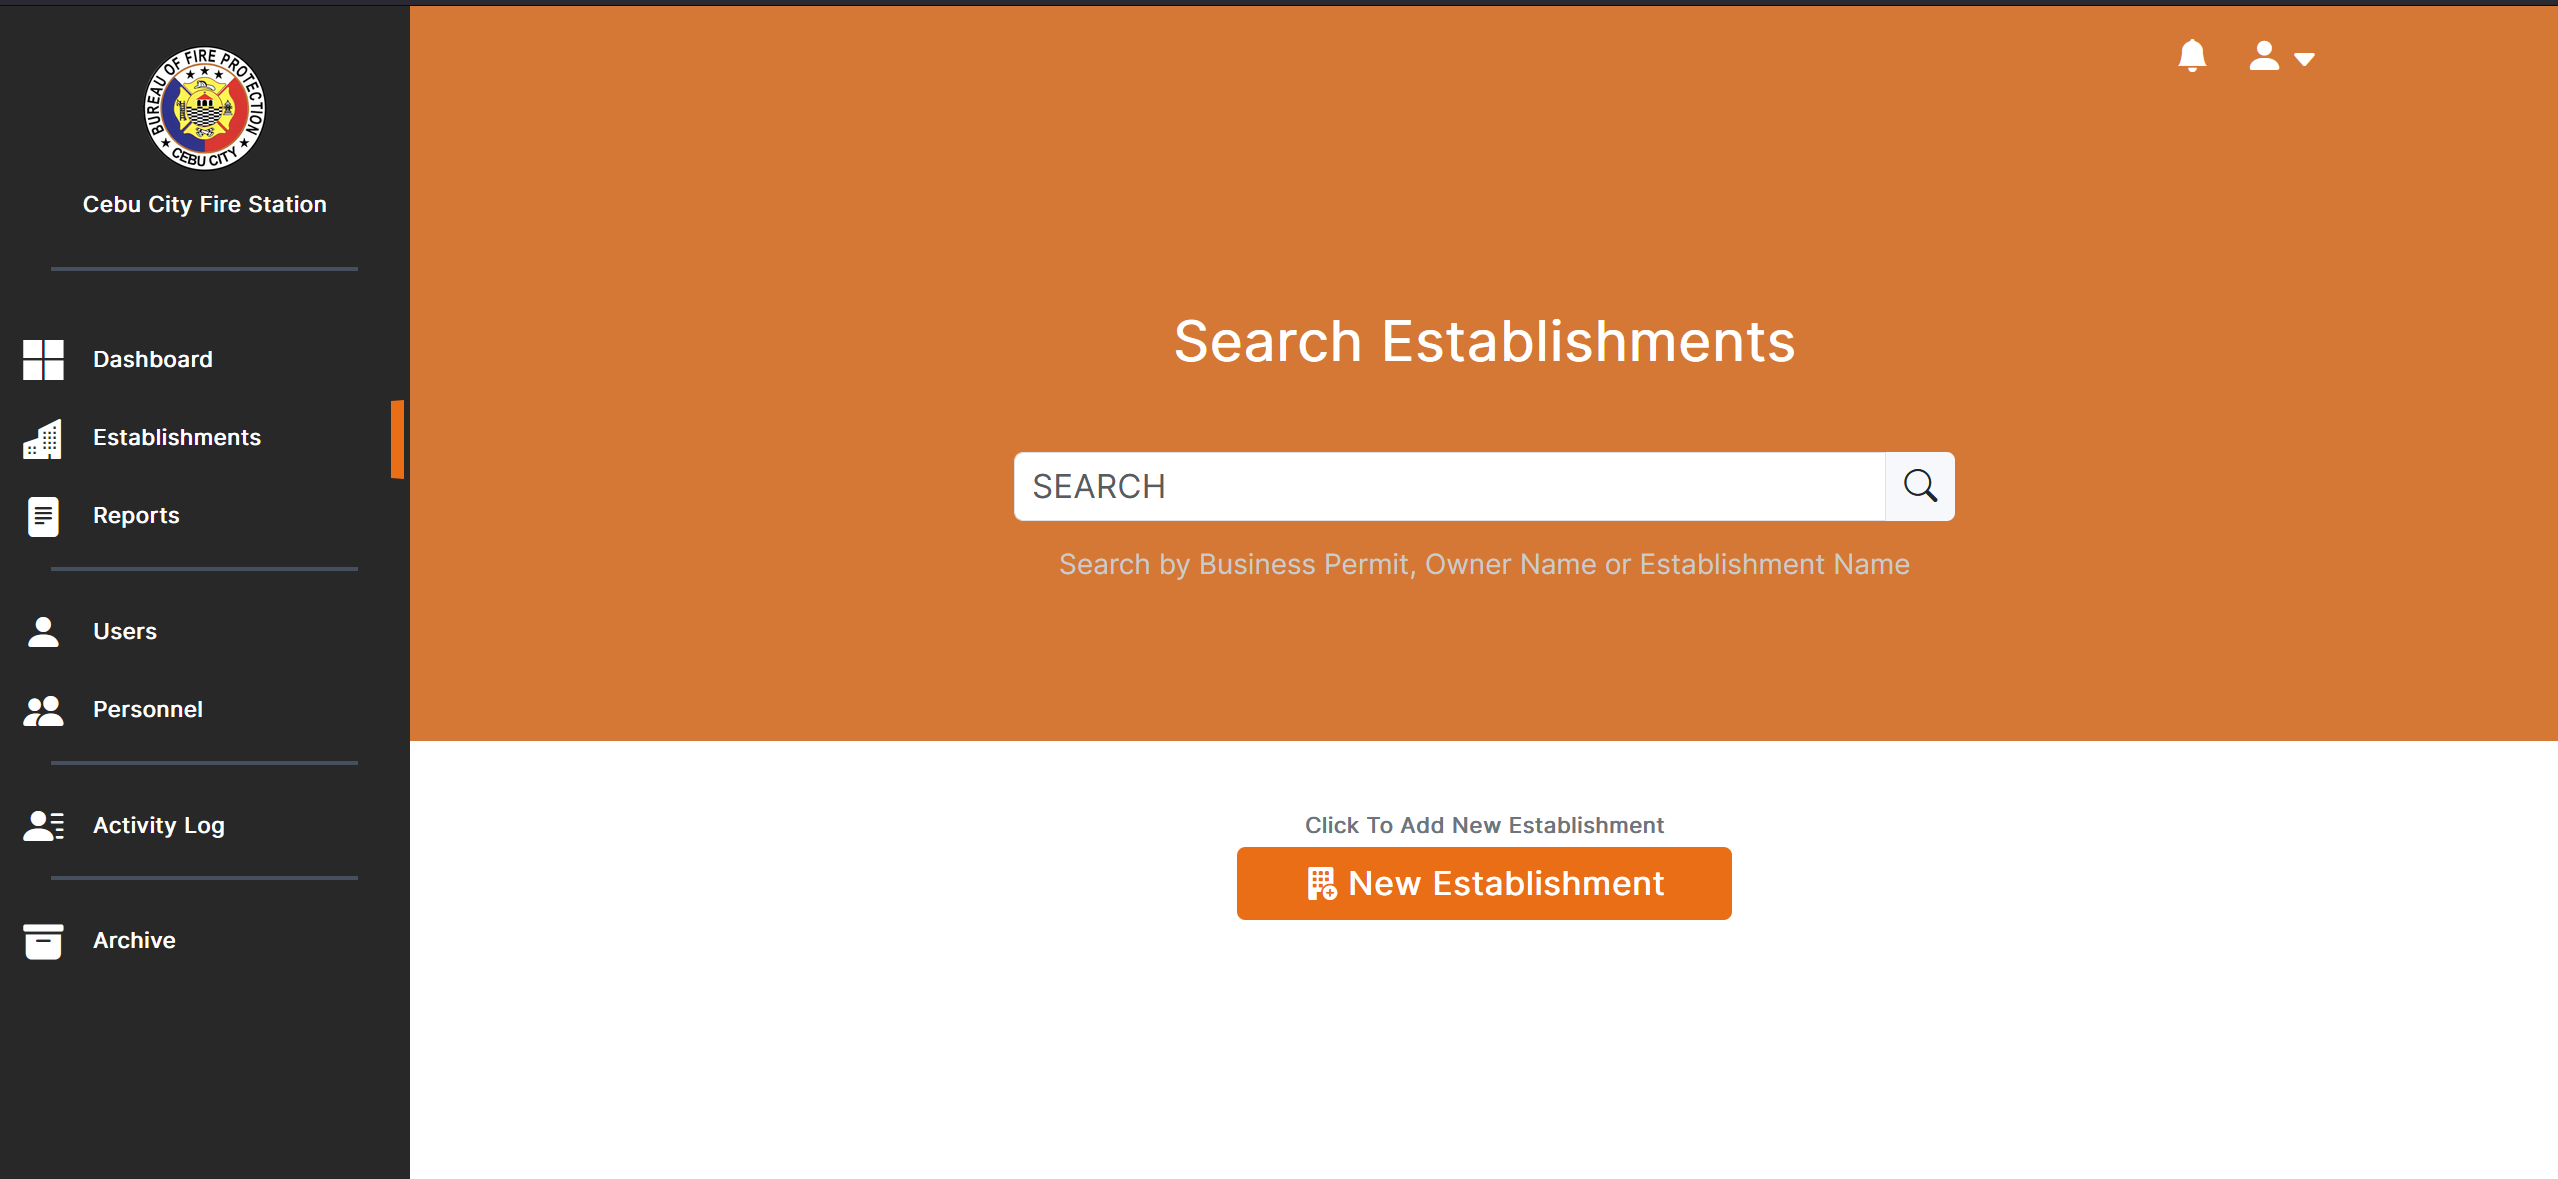 BUREAU OF FIRE PROTECTION
CEBU CITY
Cebu City Fire Station
Dashboard
Establishments
Reports
Users
Personnel
Activity Log
Archive
Search Establishments
SEARCH
Search by Business Permit, Owner Name or Establishment Name
Click To Add New Establishment
New Establishment